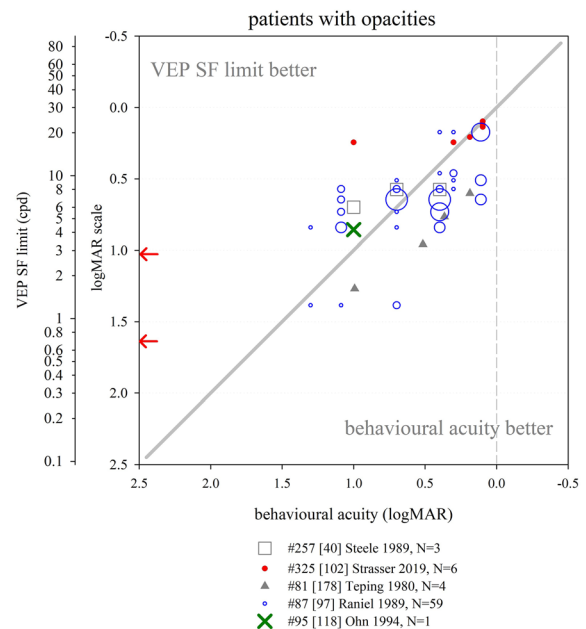 patients with opacities
VEP SF limit better
behavioural acuity better
VEP SF limit (cpd)
80
60
50
40
30
20
10
8
6
5
4
3
2
1
0.8
0.6
0.5
0.4
0.3
0.2
0.1
logMAR scale
-0.5
0.0
0.5
1.0
1.5
2.0
2.5
2.5 2.0 1.5 1.0 0.5 0.0 -0.5
behavioural acuity (logMAR)
#257 [40] Steele 1989, N=3
#325 [102] Strasser 2019, N=6
#81 [178] Teping 1980, N=4
#87 [97] Raniel 1989, N=59
#95 [118] Ohn 1994, N=1